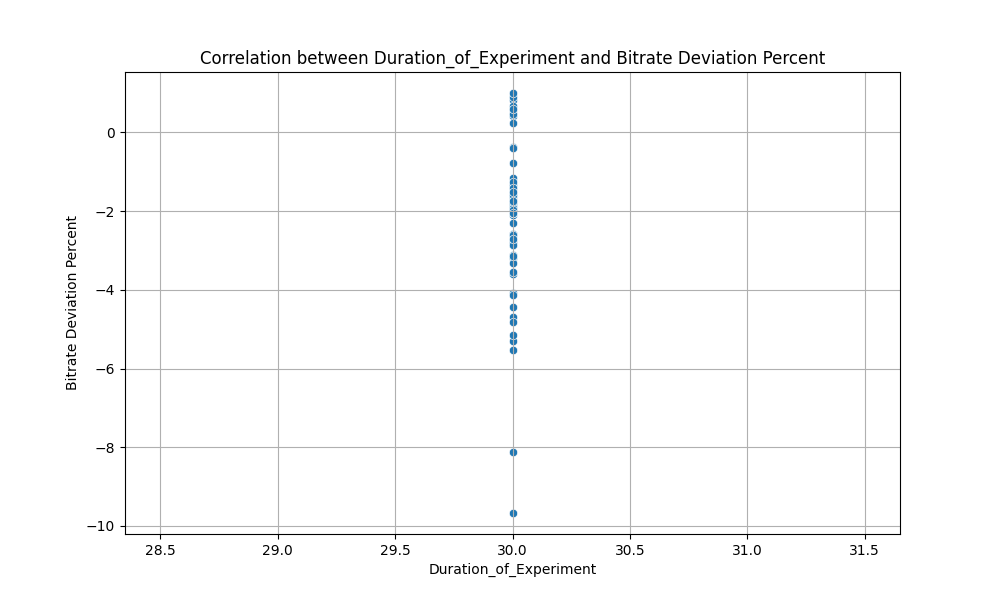 Correlation between Duration_of_Experiment and Bitrate Deviation Percent
Bitrate Deviation Percent
0
−2
−4
−6
−8
−10
28.5 29.0 29.5 30.0 30.5 31.0 31.5
Duration_of_Experiment